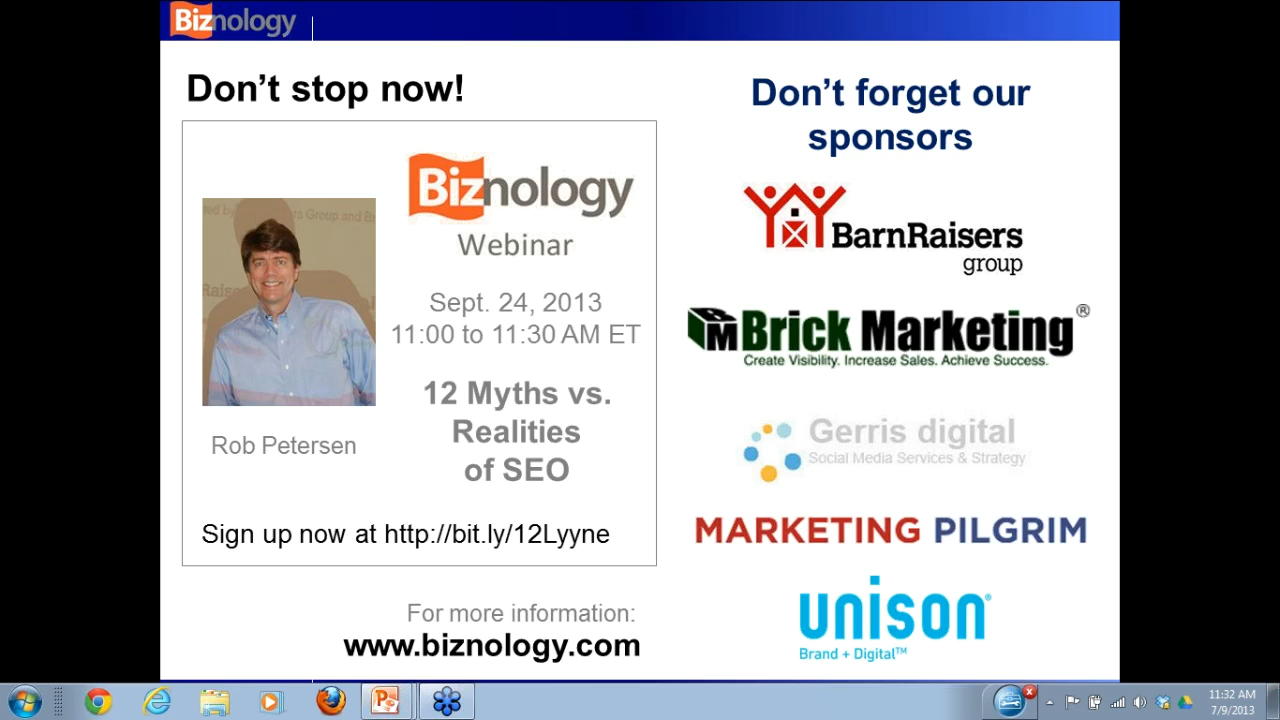 Biznology
Don't stop now!
Biznology
Webinar
Sept. 24, 2013
11:00 to 11:30 AM ET
12 Myths vs.
Realities
of SEO
Rob Petersen
Sign up now at http://bit.ly/12Lyyne
For more information:
www.biznology.com
Don't forget our
sponsors
BarnRaisers
group
BM Brick Marketing®
Create Visibility. Increase Sales. Achieve Success.
Gerris digital
Social Media Services & Strategy
MARKETING PILGRIM
unison®
Brand + Digital™
11:32 AM
7/9/2013